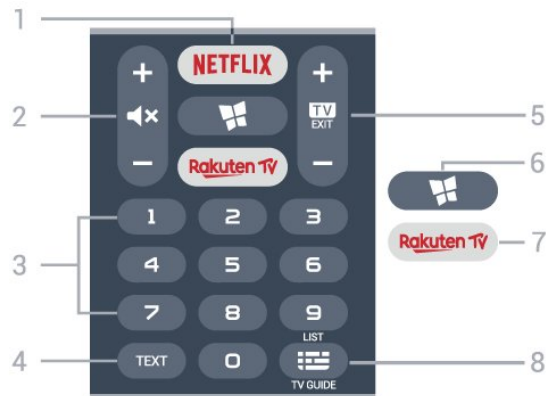 1
NETFLIX
+ +
2 TV EXIT 5
- -
6
Rakuten TV
Rakuten TV 7
1 2 3
3
4 5 6
7 8 9
LIST
4 TEXT 0 8
TV GUIDE